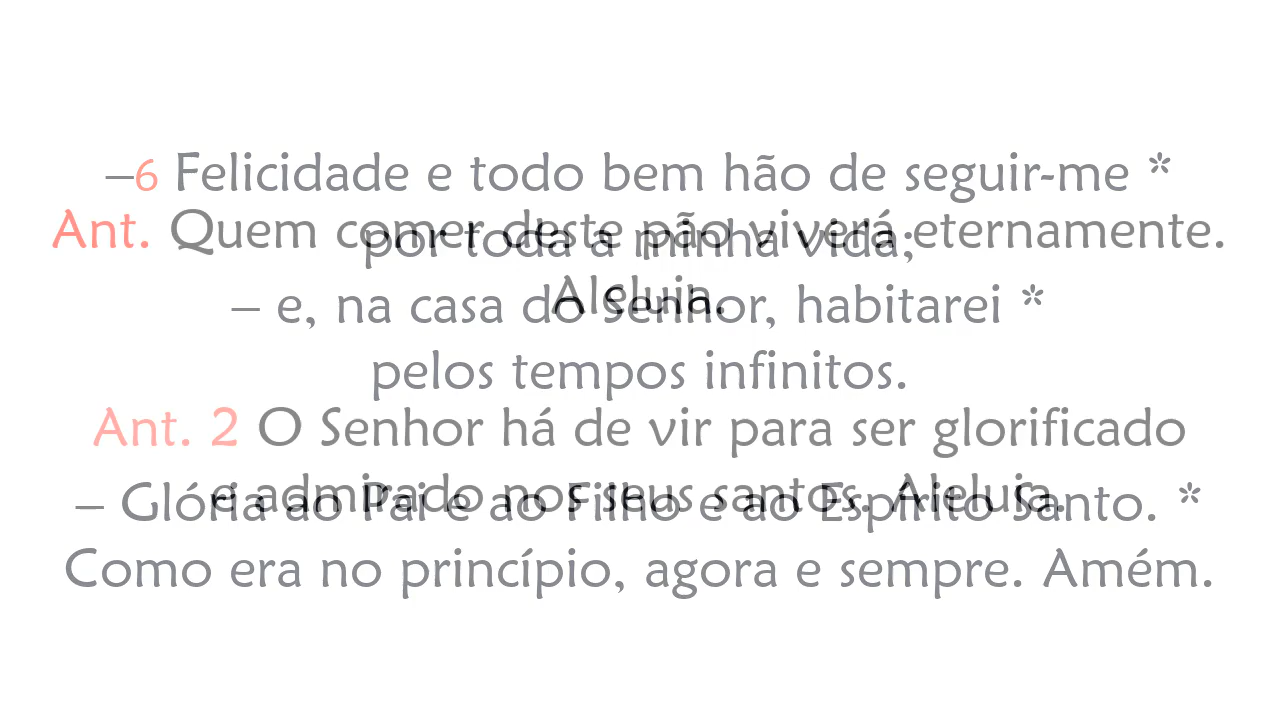 –6 Felicidade e todo bem hão de seguir-me *
Ant. Quem comer deste pão viverá eternamente.
por toda a minha vida;
Aleluia.
– e, na casa do Senhor, habitarei *
pelos tempos infinitos.
Ant. 2 O Senhor há de vir para ser glorificado
e admirado nos seus santos. Aleluia.
– Glória ao Pai e ao Filho e ao Espírito Santo. *
Como era no princípio, agora e sempre. Amém.